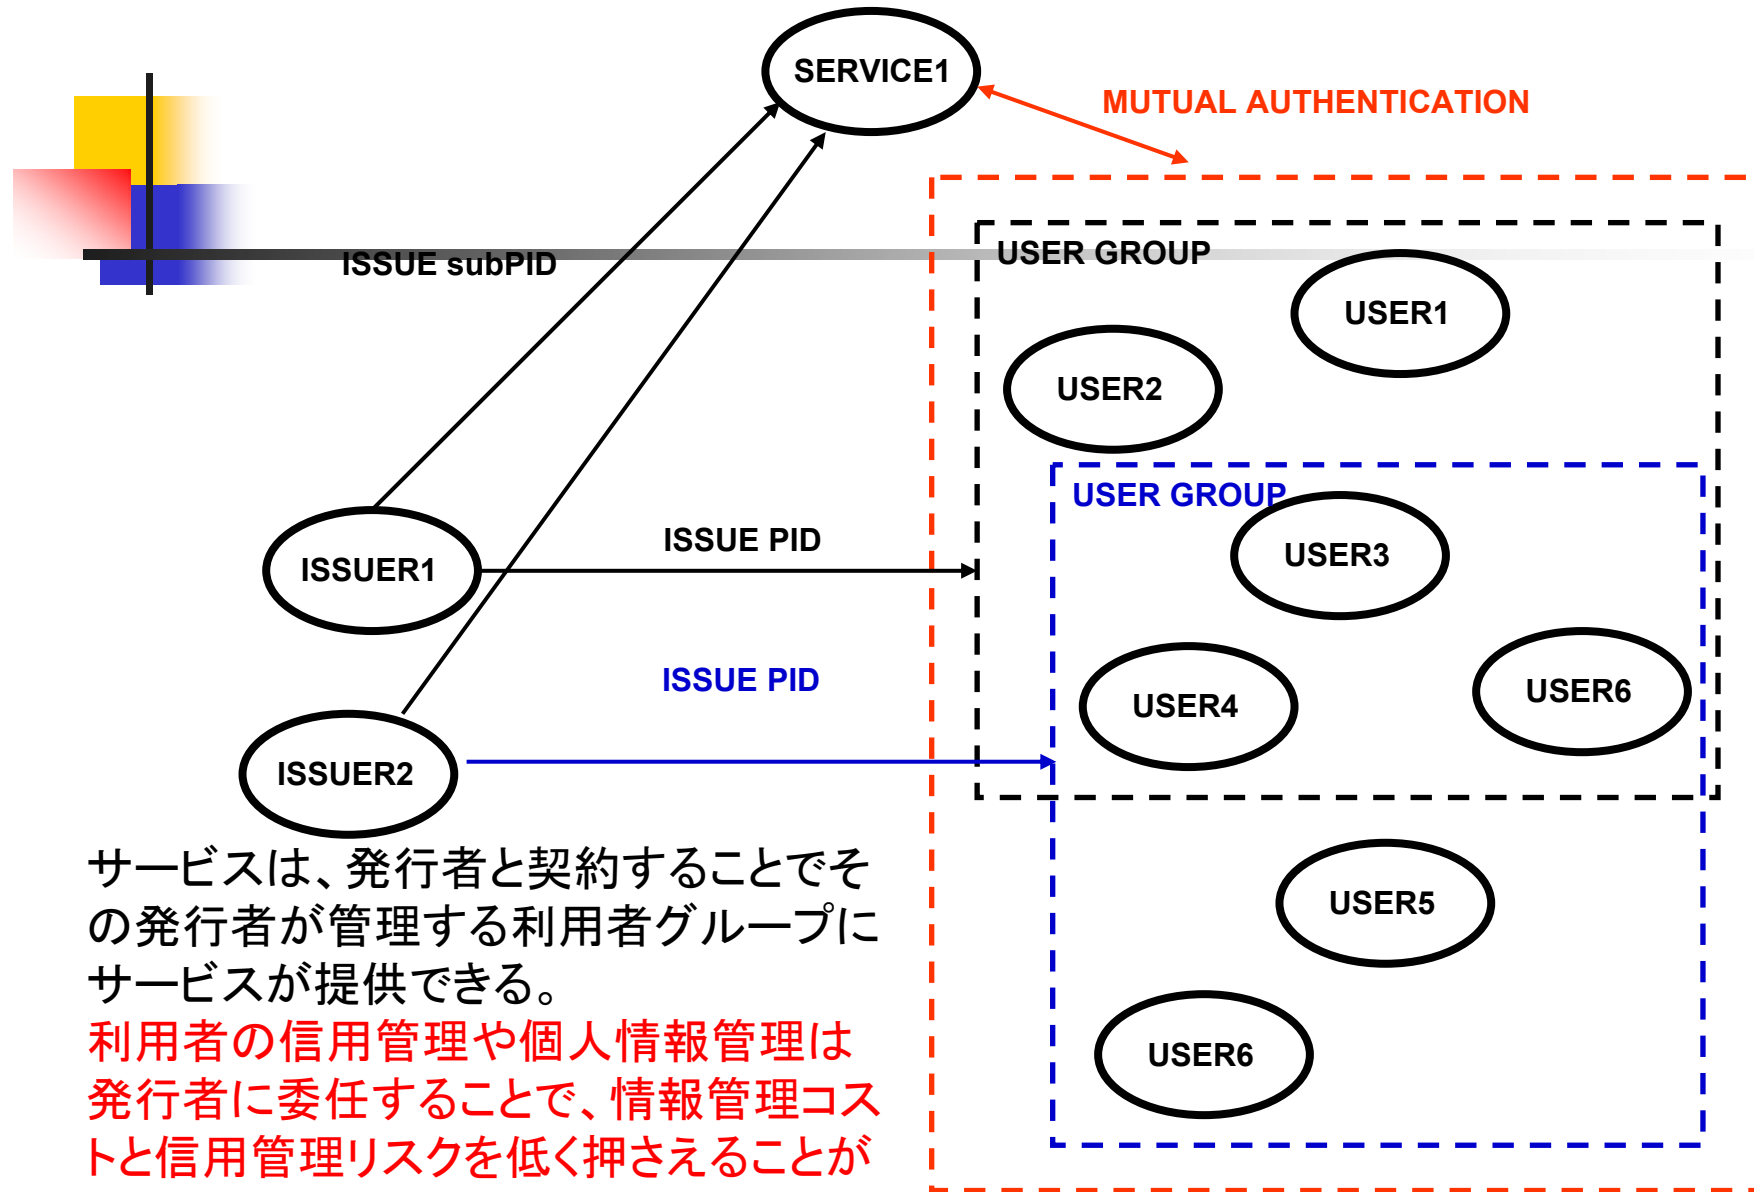 SERVICE1
MUTUAL AUTHENTICATION
ISSUE subPID
USER GROUP
USER1
USER2
USER GROUP
ISSUE PID
USER3
ISSUER1
ISSUE PID
USER4
USER6
ISSUER2
サービスは、発行者と契約することでそ
の発行者が管理する利用者グループに
サービスが提供できる。
利用者の信用管理や個人情報管理は
発行者に委任することで、情報管理コス
トと信用管理リスクを低く押さえることが
USER5
USER6